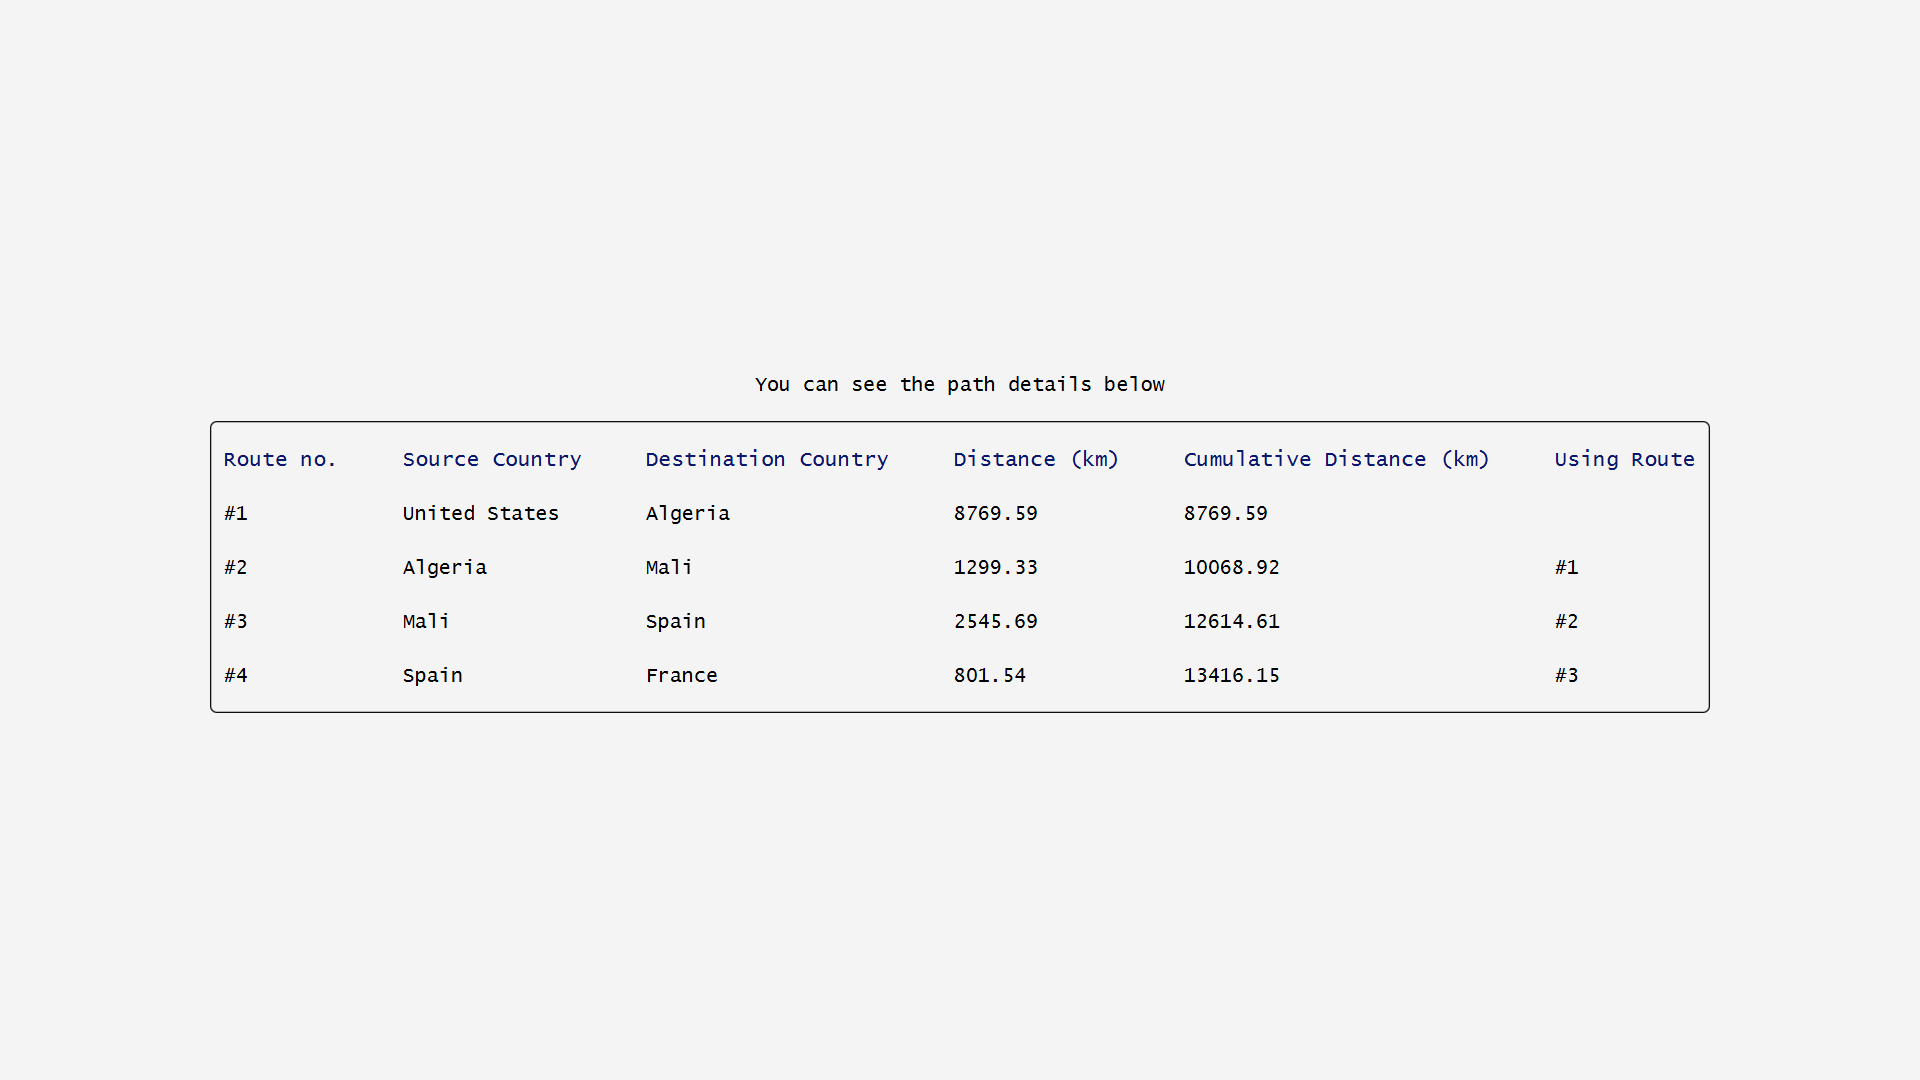 You can see the path details below
Route no. Source Country Destination Country Distance (km) Cumulative Distance (km) Using Route
#1 United States Algeria 8769.59 8769.59
#2 Algeria Mali 1299.33 10068.92 #1
#3 Mali Spain 2545.69 12614.61 #2
#4 Spain France 801.54 13416.15 #3